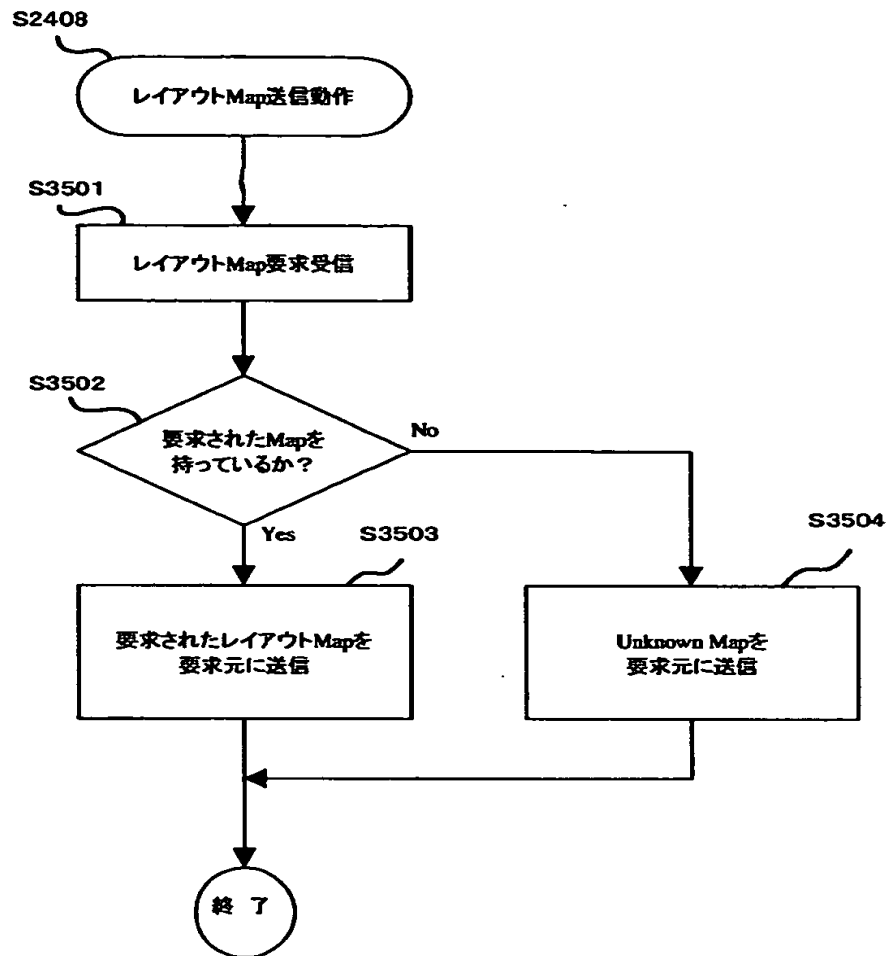 S2408
レイアウトMap送信動作
S3501
レイアウトMap要求受信
S3502
要求されたMapを
持っているか？
No
Yes
S3503
要求されたレイアウトMapを
要求元に送信
S3504
Unknown Mapを
要求元に送信
終 了